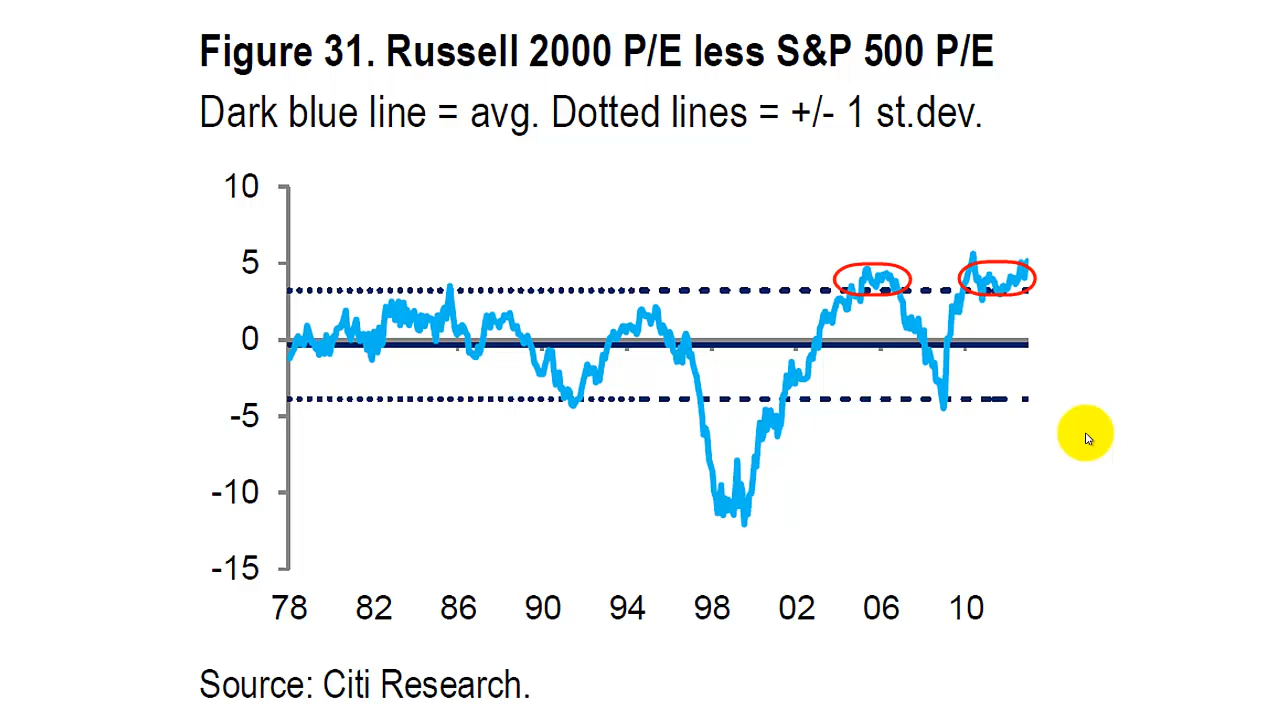 Figure 31. Russell 2000 P/E less S&P 500 P/E
Dark blue line = avg. Dotted lines = +/- 1 st.dev.
10
5
0
-5
-10
-15
78 82 86 90 94 98 02 06 10
Source: Citi Research.